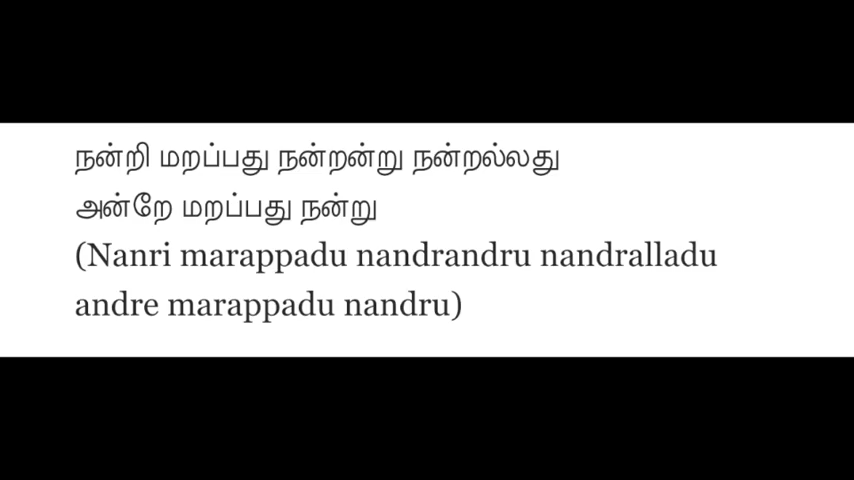 நன்றி மறப்பது நன்றன்று நன்றல்லது
அன்றே மறப்பது நன்று
(Nanri marappadu nandrandru nandralladu
andre marappadu nandru)